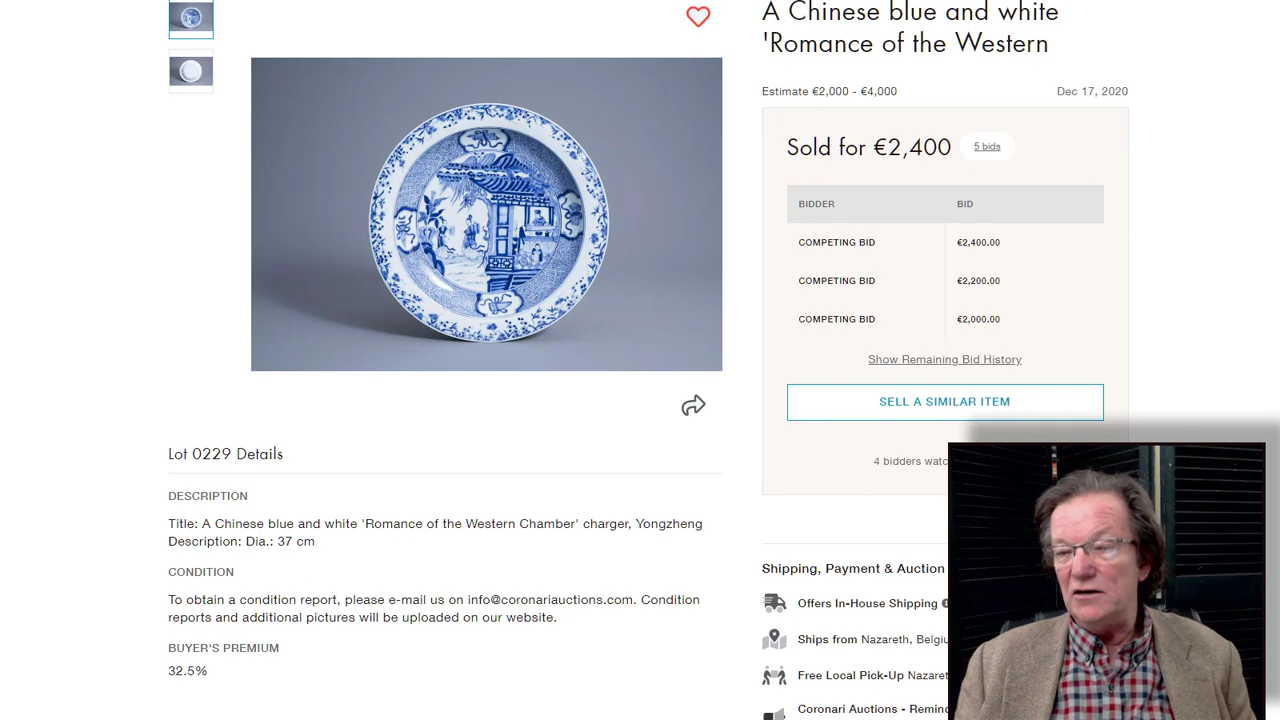 A Chinese blue and white
'Romance of the Western
Estimate €2,000 - €4,000
Dec 17, 2020
Sold for €2,400
5 bids
BIDDER
BID
COMPETING BID
€2,400.00
COMPETING BID
€2,200.00
COMPETING BID
€2,000.00
Show Remaining Bid History
SELL A SIMILAR ITEM
4 bidders watc
Lot 0229 Details
DESCRIPTION
Title: A Chinese blue and white 'Romance of the Western Chamber' charger, Yongzheng
Description: Dia.: 37 cm
CONDITION
To obtain a condition report, please e-mail us on info@coronariauctions.com. Condition
reports and additional pictures will be uploaded on our website.
BUYER'S PREMIUM
32.5%
Shipping, Payment & Auction
Offers In-House Shipping
Ships from Nazareth, Belgiu
Free Local Pick-Up Nazaret
Coronari Auctions - Remin